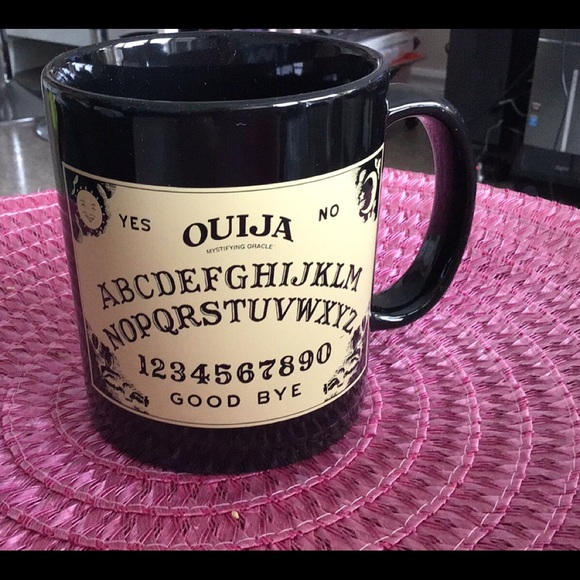 YES OUIJA NO
MYSTIFYING ORACLE
ABCDEFGHIJKLM
NOPQRSTUVWXYZ
1234567890
GOOD BYE